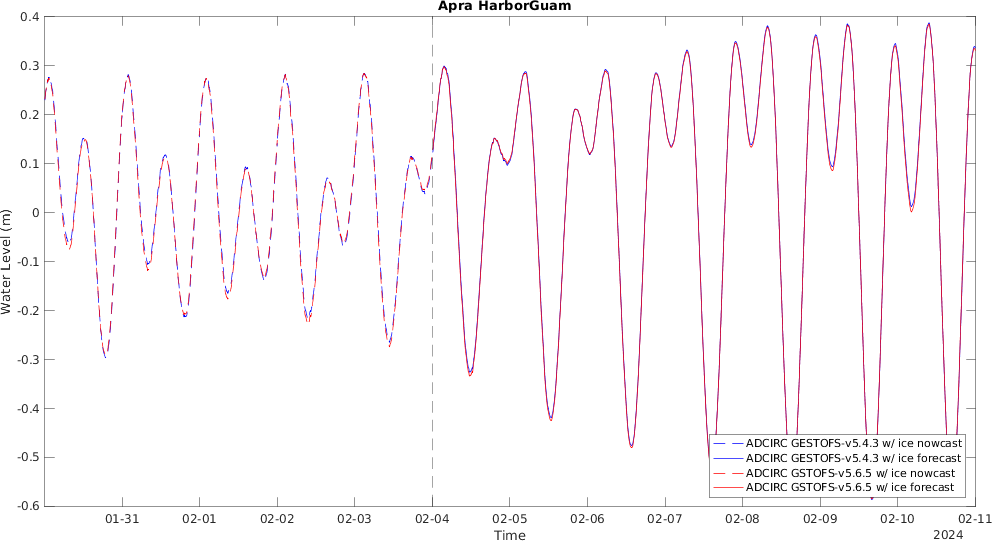 Apra HarborGuam
0.4
0.3
0.2
0.1
0
-0.1
-0.2
-0.3
-0.4
-0.5
-0.6
Water Level (m)
ADCIRC GESTOFS-v5.4.3 w/ ice nowcast
ADCIRC GESTOFS-v5.4.3 w/ ice forecast
ADCIRC GSTOFS-v5.6.5 w/ ice nowcast
ADCIRC GSTOFS-v5.6.5 w/ ice forecast
01-31 02-01 02-02 02-03 02-04 02-05 02-06 02-07 02-08 02-09 02-10 02-11
Time
2024